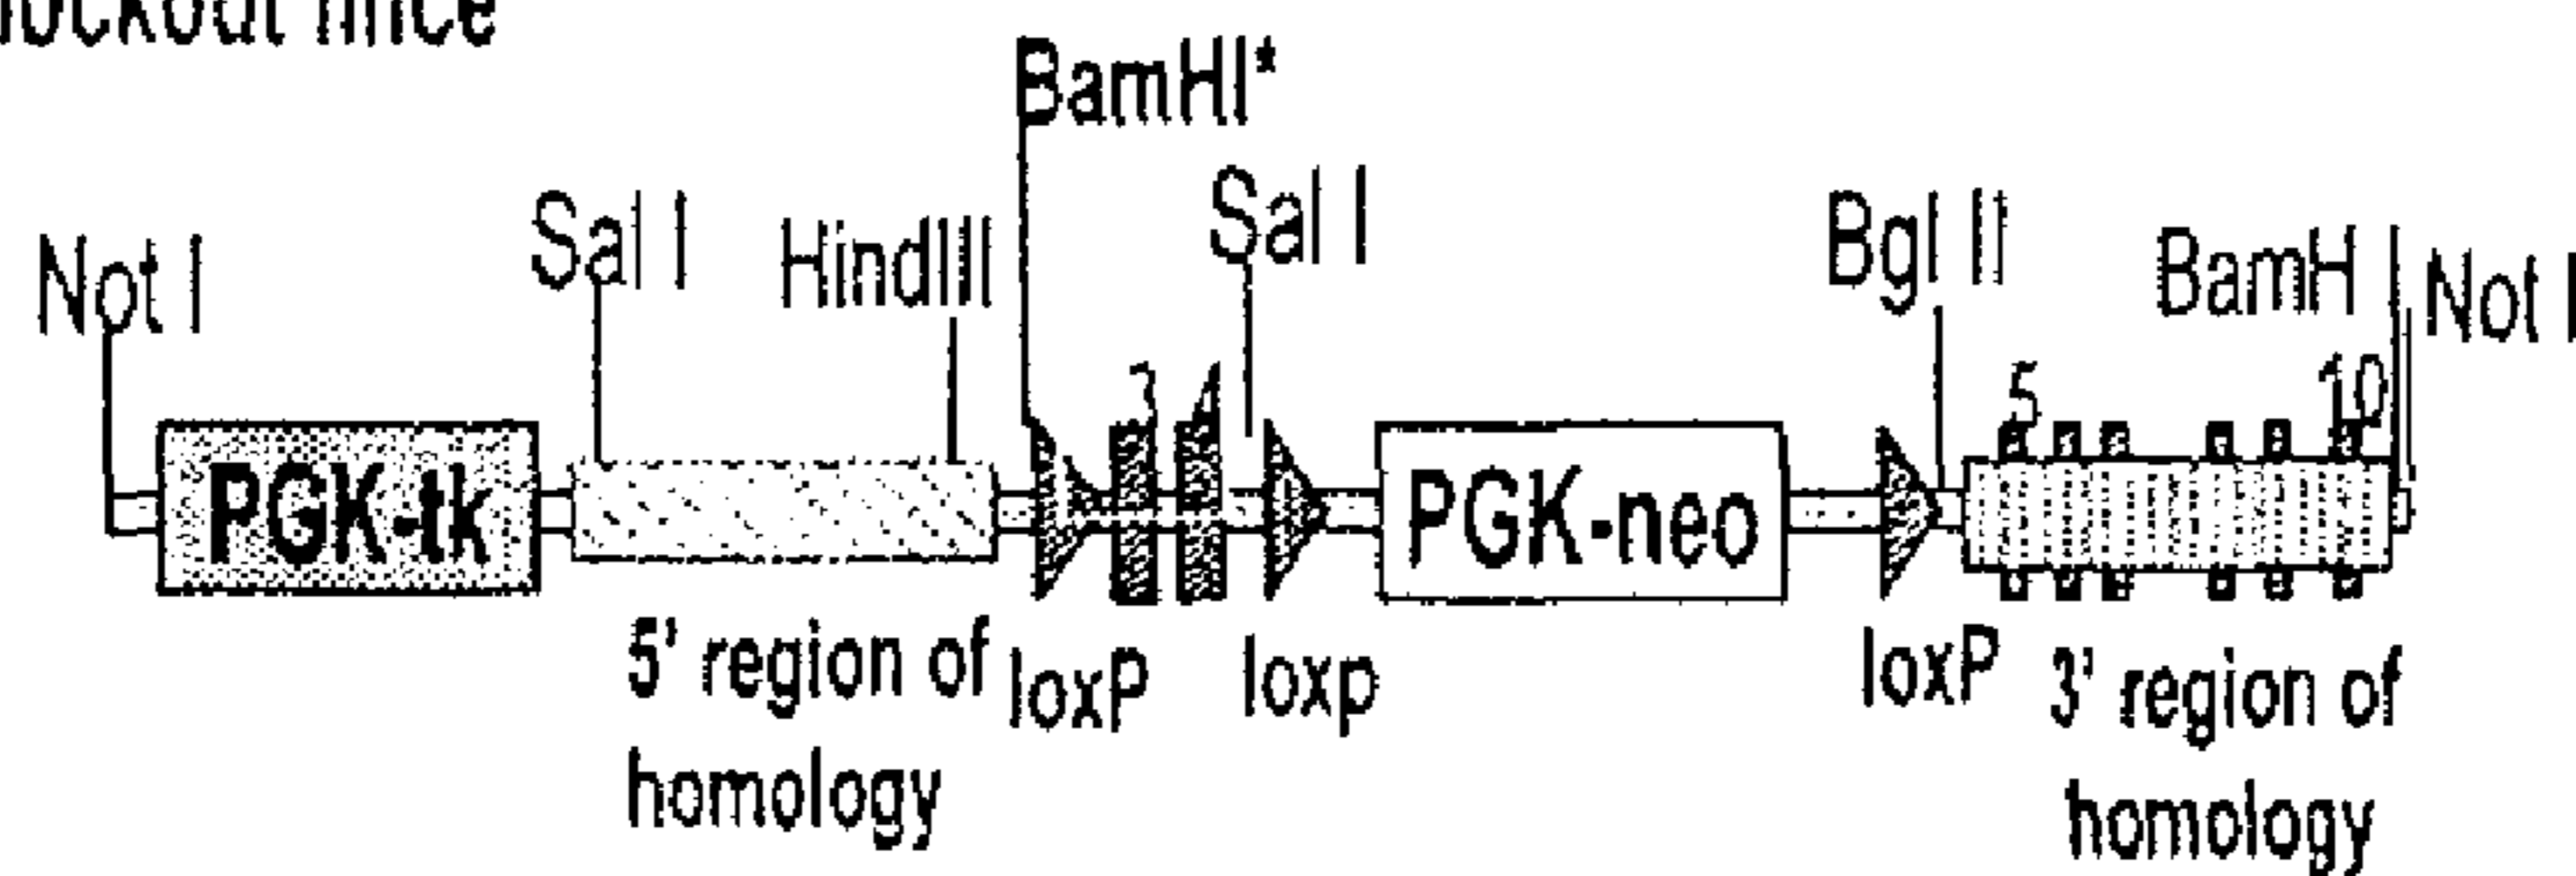 knockout mice
BamHI*
Sal I
Sal I
HindIII
Bgl II
BamH I
Not I
Not I
3
4
5
10
PGK-tk
PGK-neo
5' region of
homology
loxP
loxp
loxP
3' region of
homology